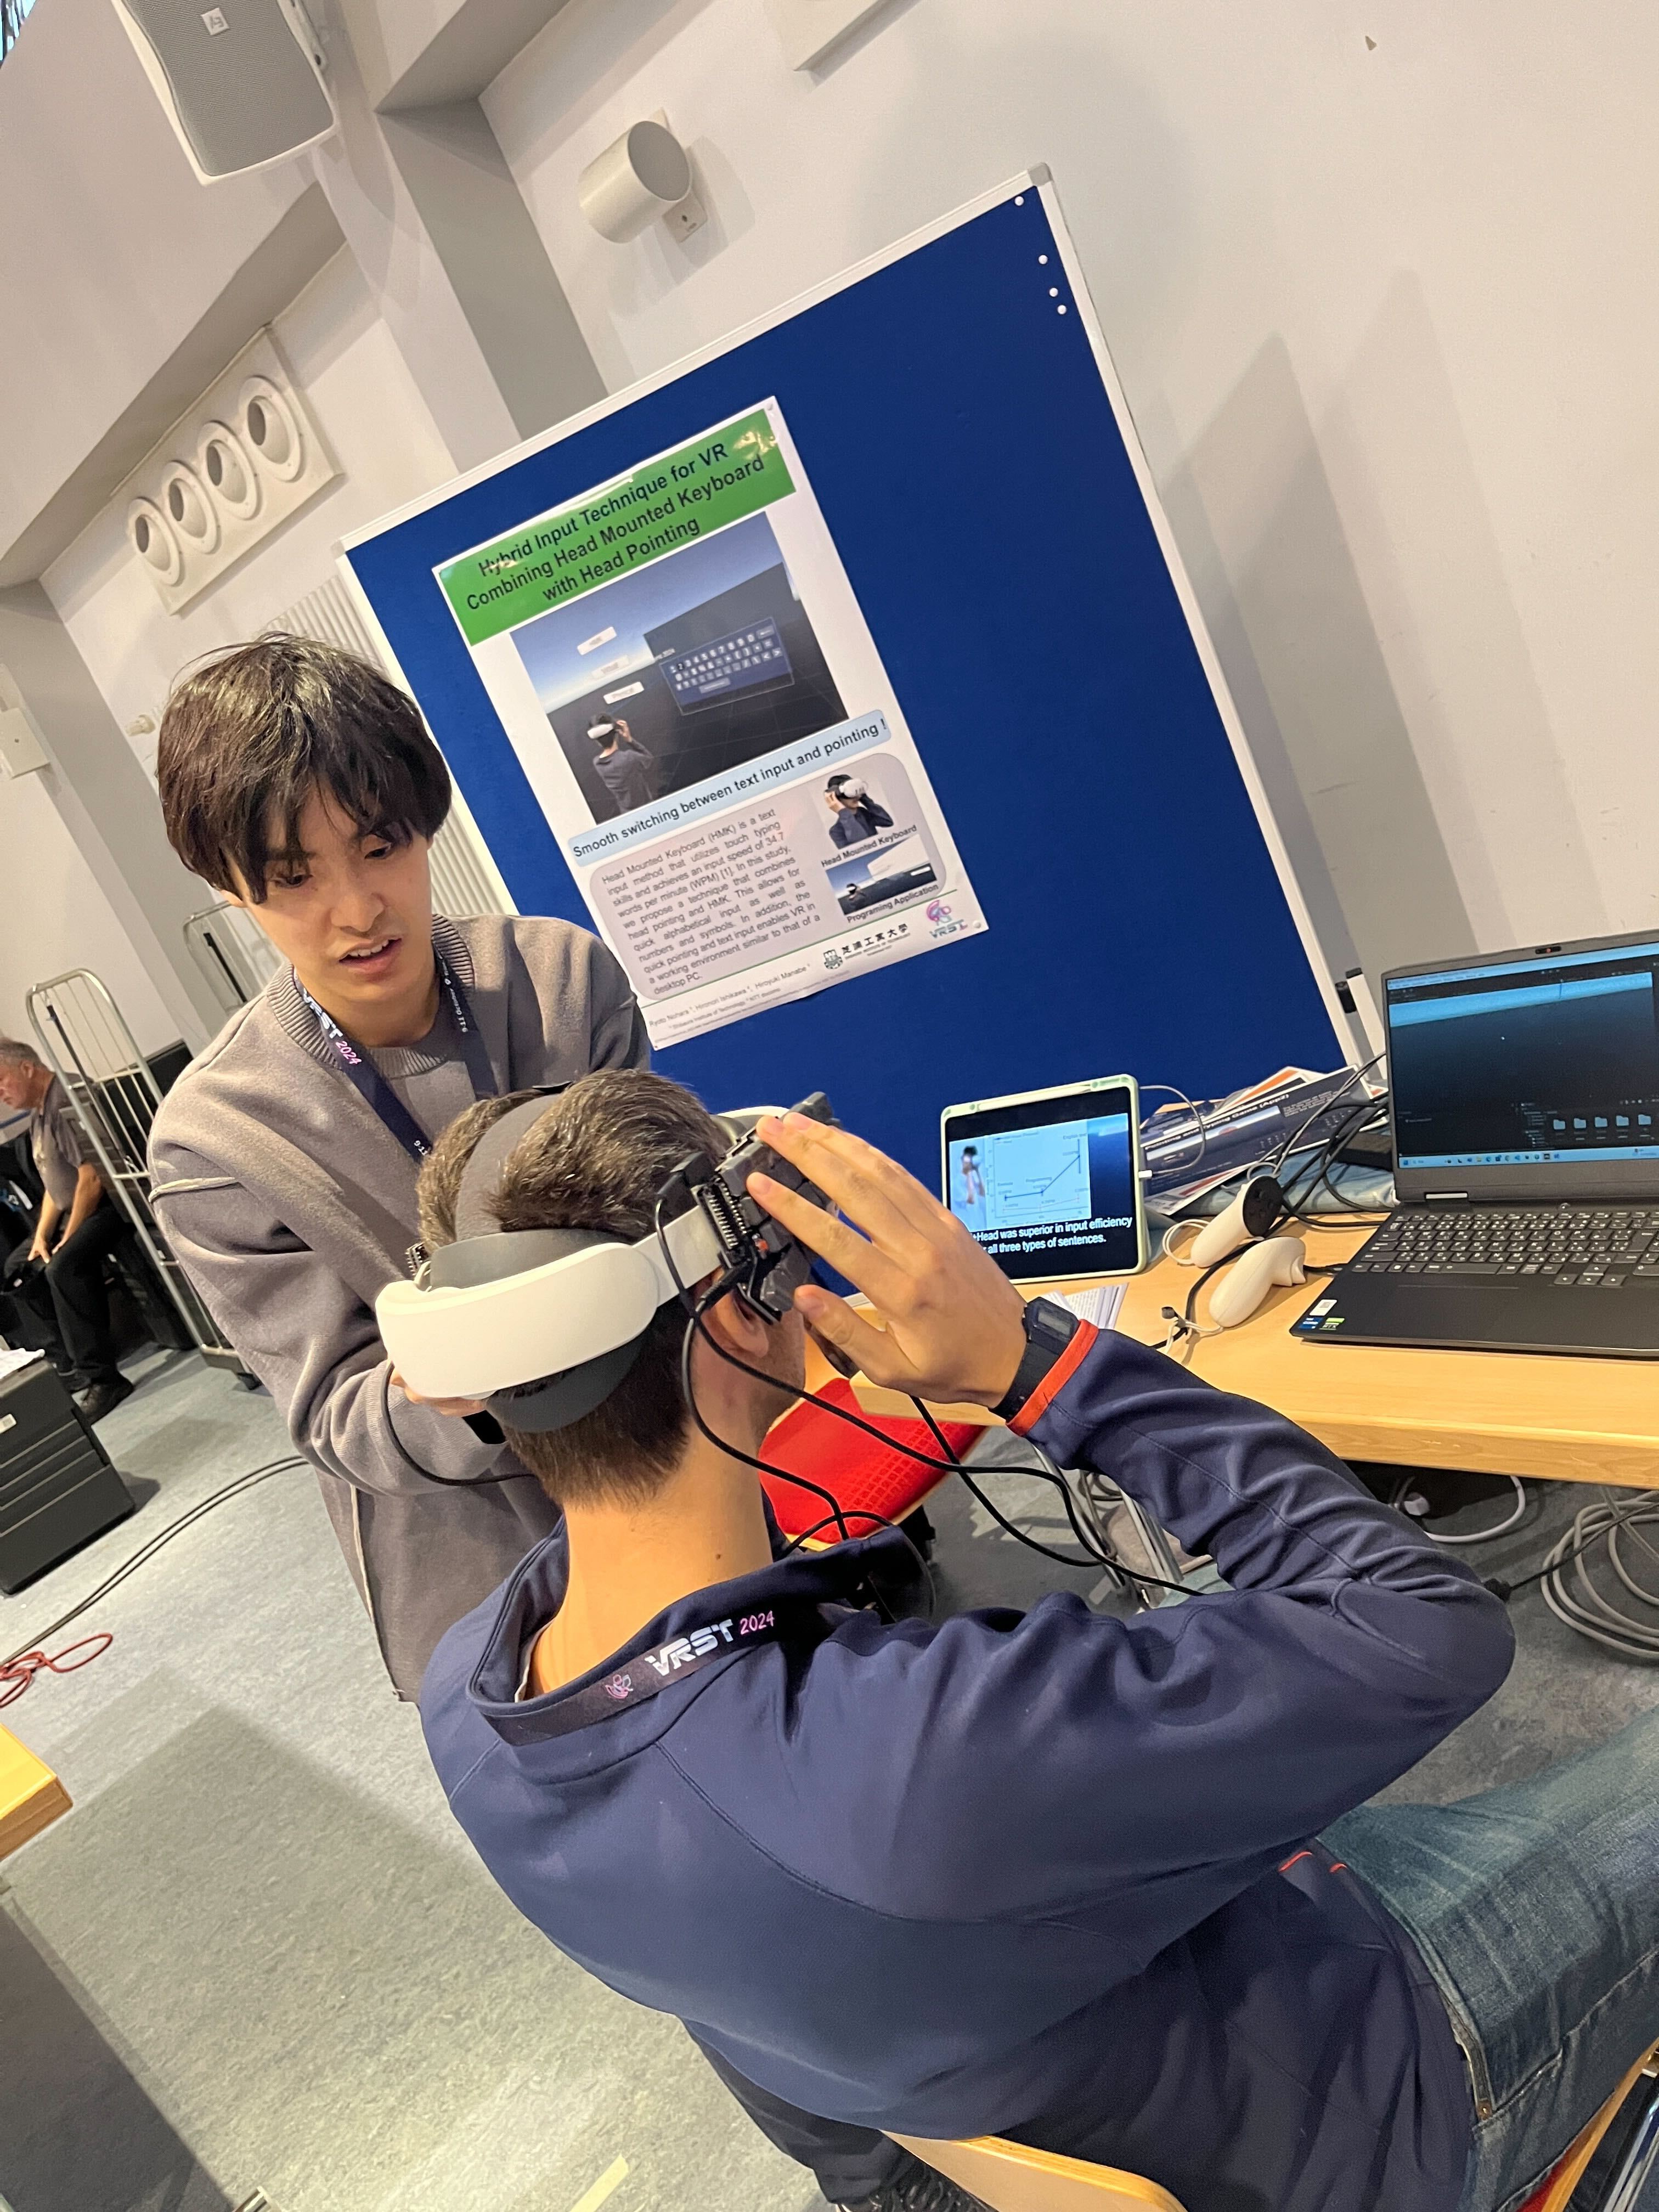 Hybrid Input Technique for VR
Combining Head Mounted Keyboard
with Head Pointing
Smooth switching between text input and pointing !
Head Mounted Keyboard (HMK) is a text
input method that utilizes touch typing
skills and achieves an input speed of 34.7
words per minute (WPM) [1]. In this study,
we propose a technique that combines
head pointing and HMK. This allows for
quick alphabetical input as well as
numbers and symbols. In addition, the
quick pointing and text input enables VR in
a working environment similar to that of a
desktop PC.
Head Mounted Keyboard
Programing Application
芝浦工業大学
VRST
Hiroyuki Manabe
VRST 2024
9.-11.
Head was superior in input efficiency
all three types of sentences.
VRST 2024